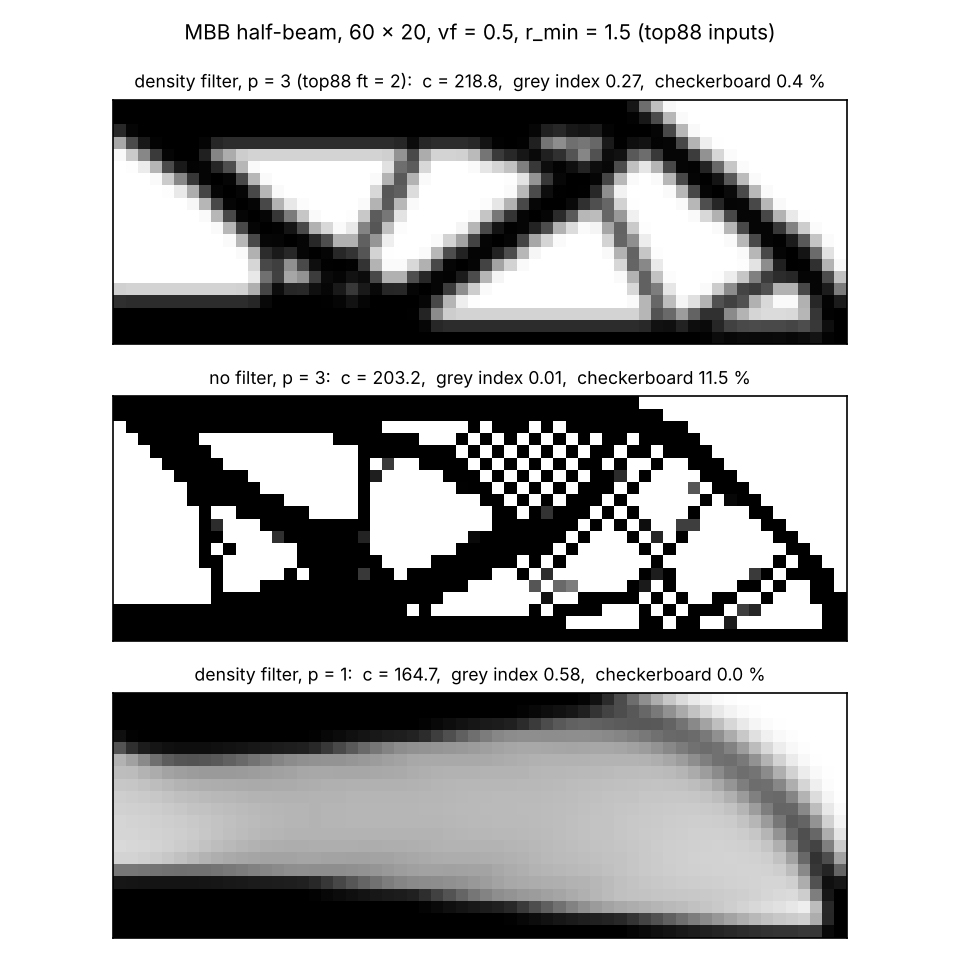 MBB half-beam, 60 × 20, vf = 0.5, r_min = 1.5 (top88 inputs)
density filter, p = 3 (top88 ft = 2):  c = 218.8,  grey index 0.27,  checkerboard 0.4 %
no filter, p = 3:  c = 203.2,  grey index 0.01,  checkerboard 11.5 %
density filter, p = 1:  c = 164.7,  grey index 0.58,  checkerboard 0.0 %